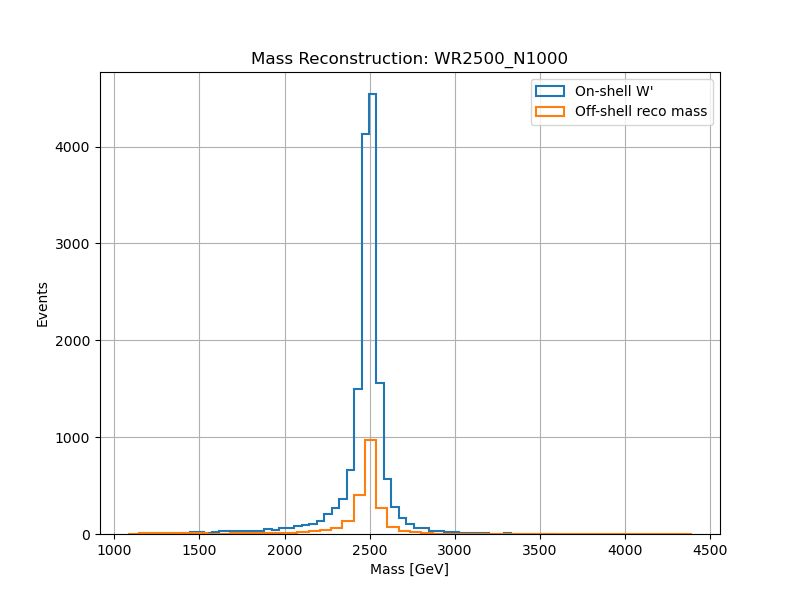 Mass Reconstruction: WR2500_N1000
On-shell W'
Off-shell reco mass
Events
4000
3000
2000
1000
0
1000 1500 2000 2500 3000 3500 4000 4500
Mass [GeV]